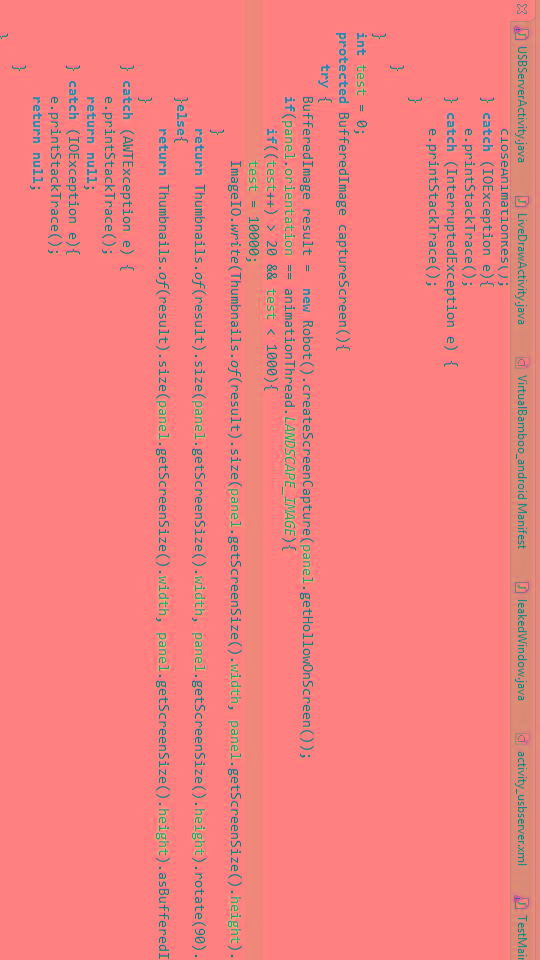 USBServerActivity.java LiveDrawActivity.java VirtualBamboo_android Manifest leakedWindow.java activity_usbserver.xml TestMain
closeAnimationRest();
} catch (IOException e){
e.printStackTrace();
} catch (InterruptedException e) {
e.printStackTrace();
}
}
}
int test = 0;
protected BufferedImage captureScreen(){
try {
BufferedImage result =  new Robot().createScreenCapture(panel.getHollowOnScreen());
if(panel.orientation == animationThread.LANDSCAPE_IMAGE){
if((test++) > 20 && test < 1000){
test = 10000;
ImageIO.write(Thumbnails.of(result).size(panel.getScreenSize().width, panel.getScreenSize().height).
}
return Thumbnails.of(result).size(panel.getScreenSize().width, panel.getScreenSize().height).rotate(90).
}else{
return Thumbnails.of(result).size(panel.getScreenSize().width, panel.getScreenSize().height).asBufferedI
}
} catch (AWTException e) {
e.printStackTrace();
return null;
} catch (IOException e){
e.printStackTrace();
return null;
}
}